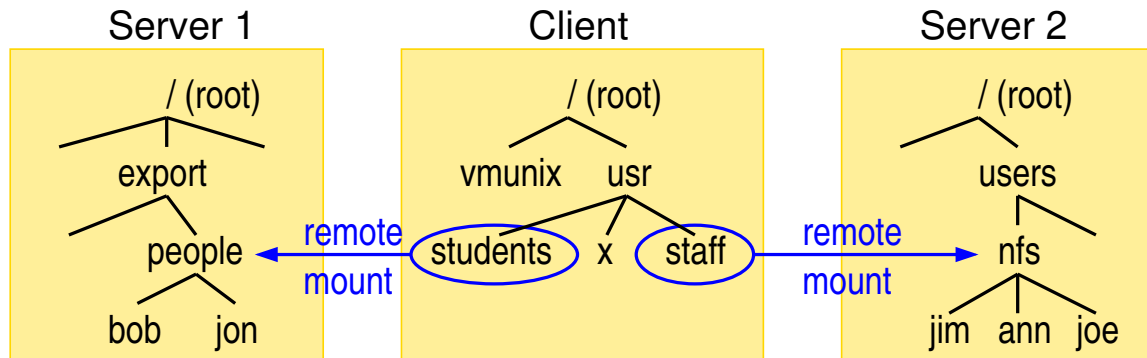 Server 1 Client Server 2
/ (root) / (root) / (root)
export vmunix usr users
people remote students x staff remote nfs
mount mount
bob jon jim ann joe